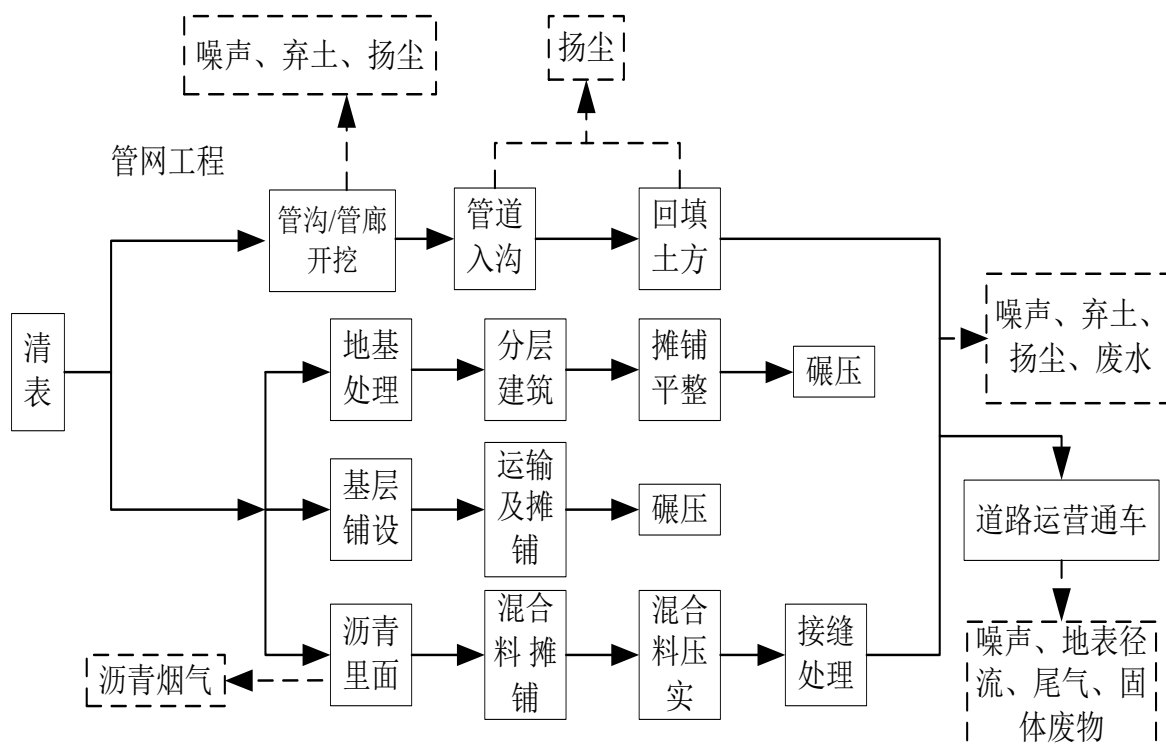 噪声、弃土、扬尘
扬尘
管网工程
管沟/管廊
开挖
管道
入沟
回填
土方
噪声、弃土、
扬尘、废水
清
表
地基
处理
分层
建筑
摊铺
平整
碾压
基层
铺设
运输
及摊
铺
碾压
道路运营通车
沥青
里面
混合
料摊
铺
混合
料压
实
接缝
处理
沥青烟气
噪声、地表径
流、尾气、固
体废物